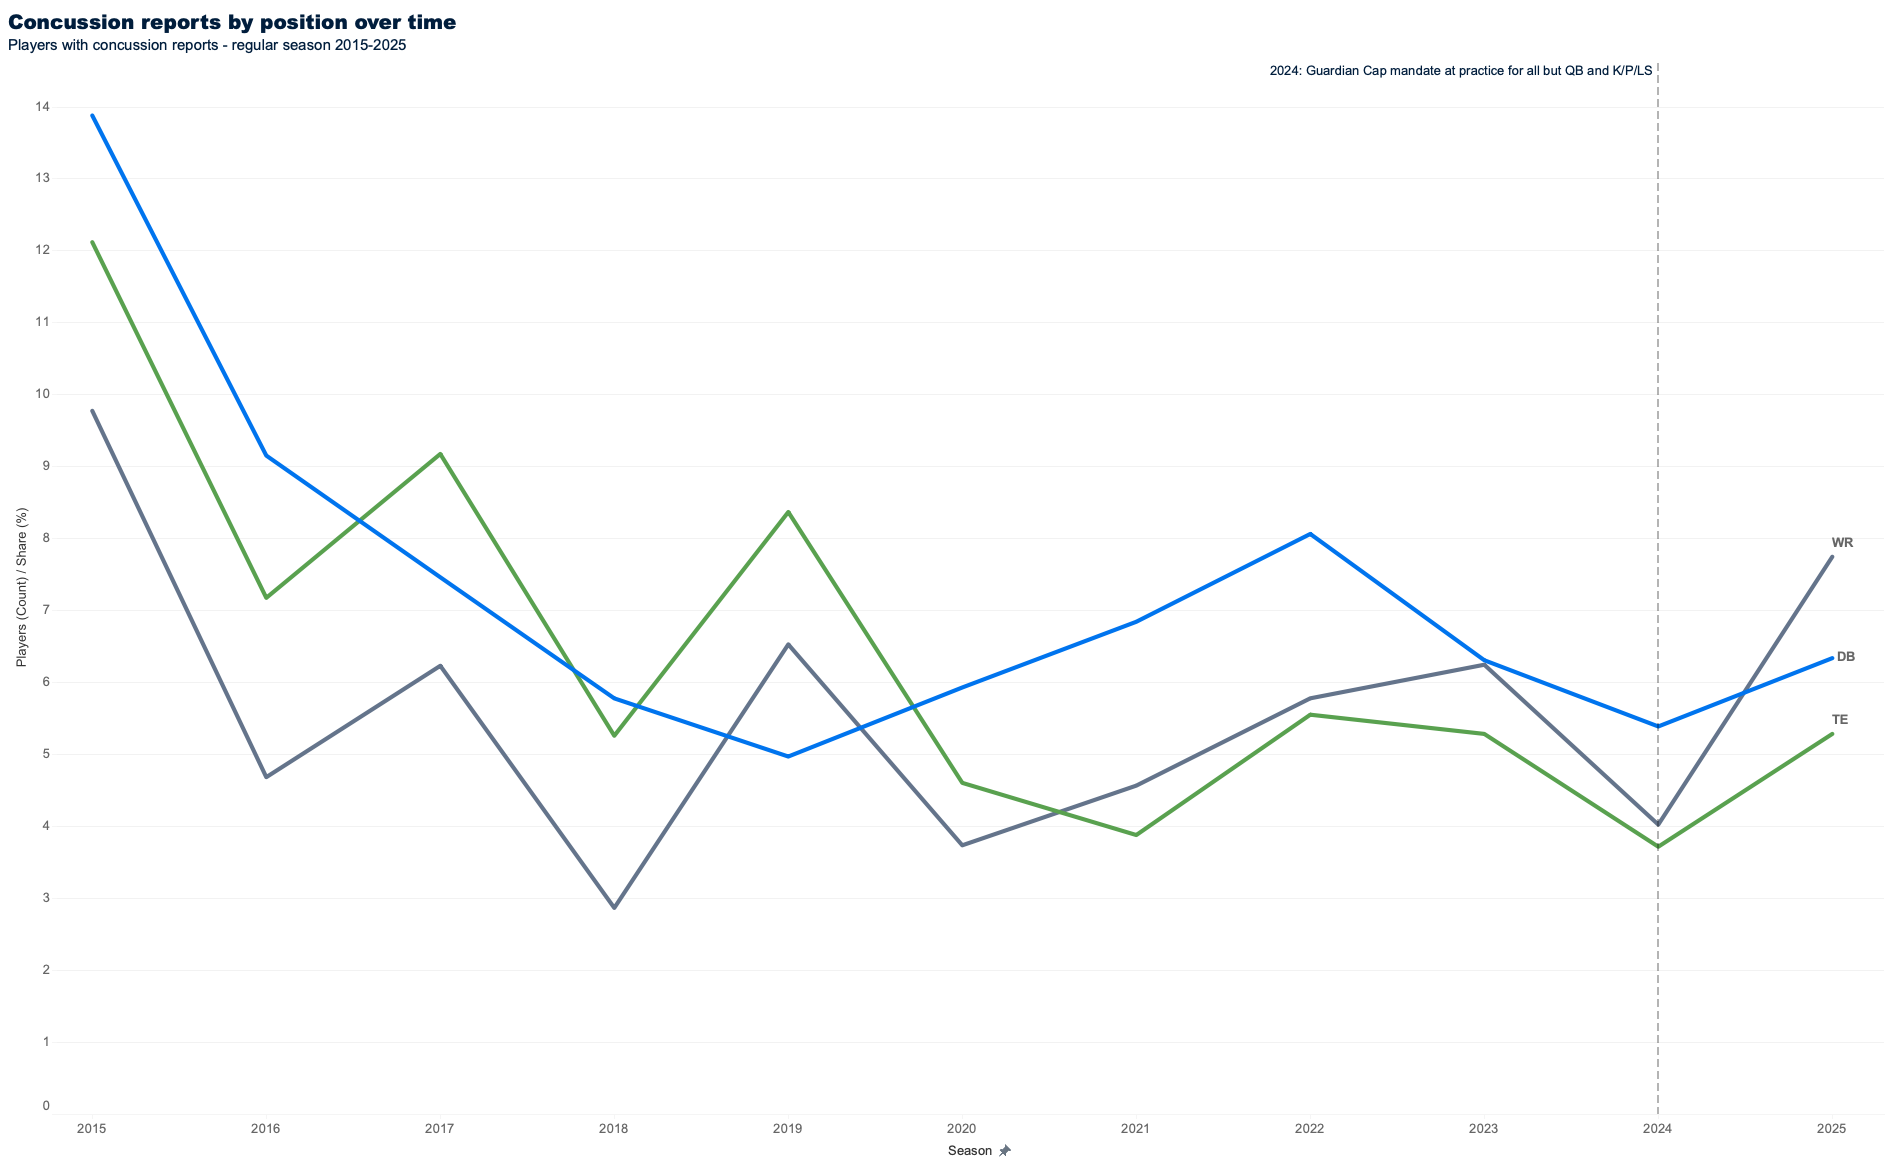 Concussion reports by position over time
Players with concussion reports - regular season 2015-2025
2024: Guardian Cap mandate at practice for all but QB and K/P/LS
14
13
12
11
10
9
8
7
6
5
4
3
2
1
0
Players (Count) / Share (%)
WR
DB
TE
2015 2016 2017 2018 2019 2020 2021 2022 2023 2024 2025
Season